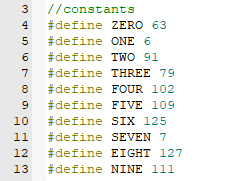 3 //constants
4 #define ZERO 63
5 #define ONE 6
6 #define TWO 91
7 #define THREE 79
8 #define FOUR 102
9 #define FIVE 109
10 #define SIX 125
11 #define SEVEN 7
12 #define EIGHT 127
13 #define NINE 111